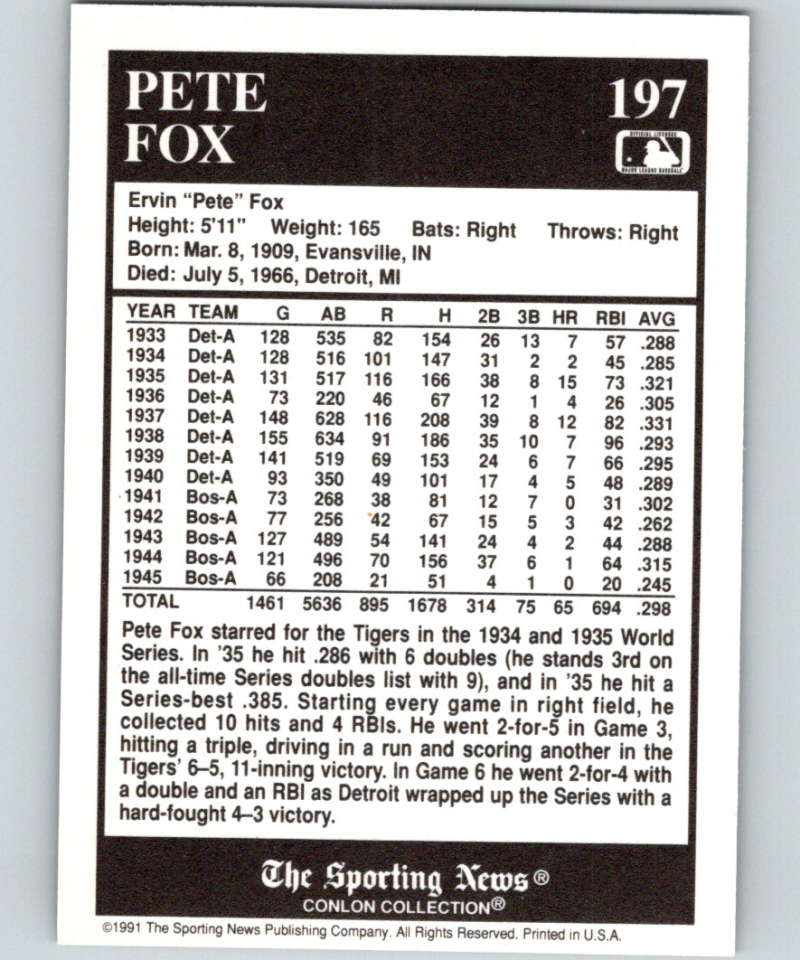 PETE 197
FOX
OFFICIAL LICENSEE
MAJOR LEAGUE BASEBALL
Ervin “Pete” Fox
Height: 5'11" Weight: 165 Bats: Right Throws: Right
Born: Mar. 8, 1909, Evansville, IN
Died: July 5, 1966, Detroit, MI
YEAR TEAM G AB R H 2B 3B HR RBI AVG
1933 Det-A 128 535 82 154 26 13 7 57 .288
1934 Det-A 128 516 101 147 31 2 2 45 .285
1935 Det-A 131 517 116 166 38 8 15 73 .321
1936 Det-A 73 220 46 67 12 1 4 26 .305
1937 Det-A 148 628 116 208 39 8 12 82 .331
1938 Det-A 155 634 91 186 35 10 7 96 .293
1939 Det-A 141 519 69 153 24 6 7 66 .295
1940 Det-A 93 350 49 101 17 4 5 48 .289
1941 Bos-A 73 268 38 81 12 7 0 31 .302
1942 Bos-A 77 256 42 67 15 5 3 42 .262
1943 Bos-A 127 489 54 141 24 4 2 44 .288
1944 Bos-A 121 496 70 156 37 6 1 64 .315
1945 Bos-A 66 208 21 51 4 1 0 20 .245
TOTAL 1461 5636 895 1678 314 75 65 694 .298
Pete Fox starred for the Tigers in the 1934 and 1935 World
Series. In ’35 he hit .286 with 6 doubles (he stands 3rd on
the all-time Series doubles list with 9), and in ’35 he hit a
Series-best .385. Starting every game in right field, he
collected 10 hits and 4 RBIs. He went 2-for-5 in Game 3,
hitting a triple, driving in a run and scoring another in the
Tigers’ 6–5, 11-inning victory. In Game 6 he went 2-for-4 with
a double and an RBI as Detroit wrapped up the Series with a
hard-fought 4–3 victory.
The Sporting News®
CONLON COLLECTION®
©1991 The Sporting News Publishing Company. All Rights Reserved. Printed in U.S.A.